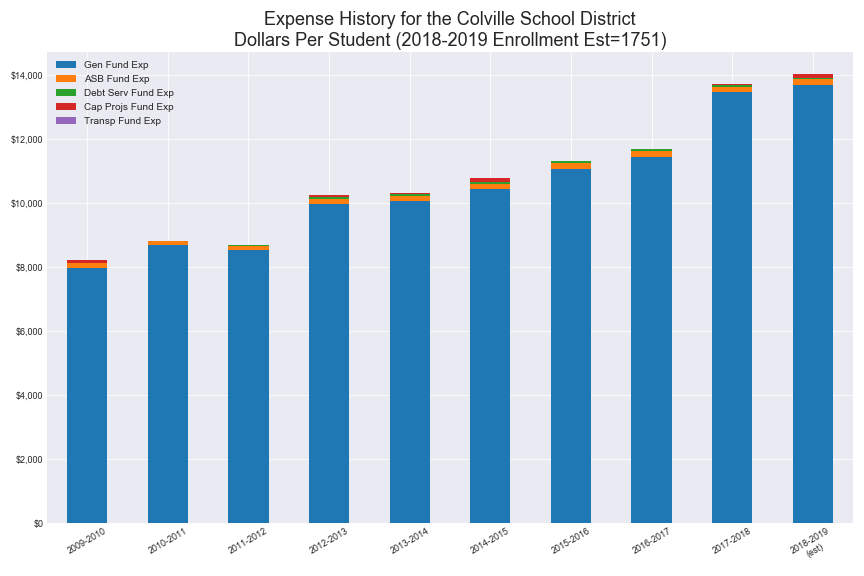 Expense History for the Colville School District
Dollars Per Student (2018-2019 Enrollment Est=1751)
Gen Fund Exp
ASB Fund Exp
Debt Serv Fund Exp
Cap Projs Fund Exp
Transp Fund Exp
$14,000
$12,000
$10,000
$8,000
$6,000
$4,000
$2,000
$0
2009-2010
2010-2011
2011-2012
2012-2013
2013-2014
2014-2015
2015-2016
2016-2017
2017-2018
2018-2019
(est)